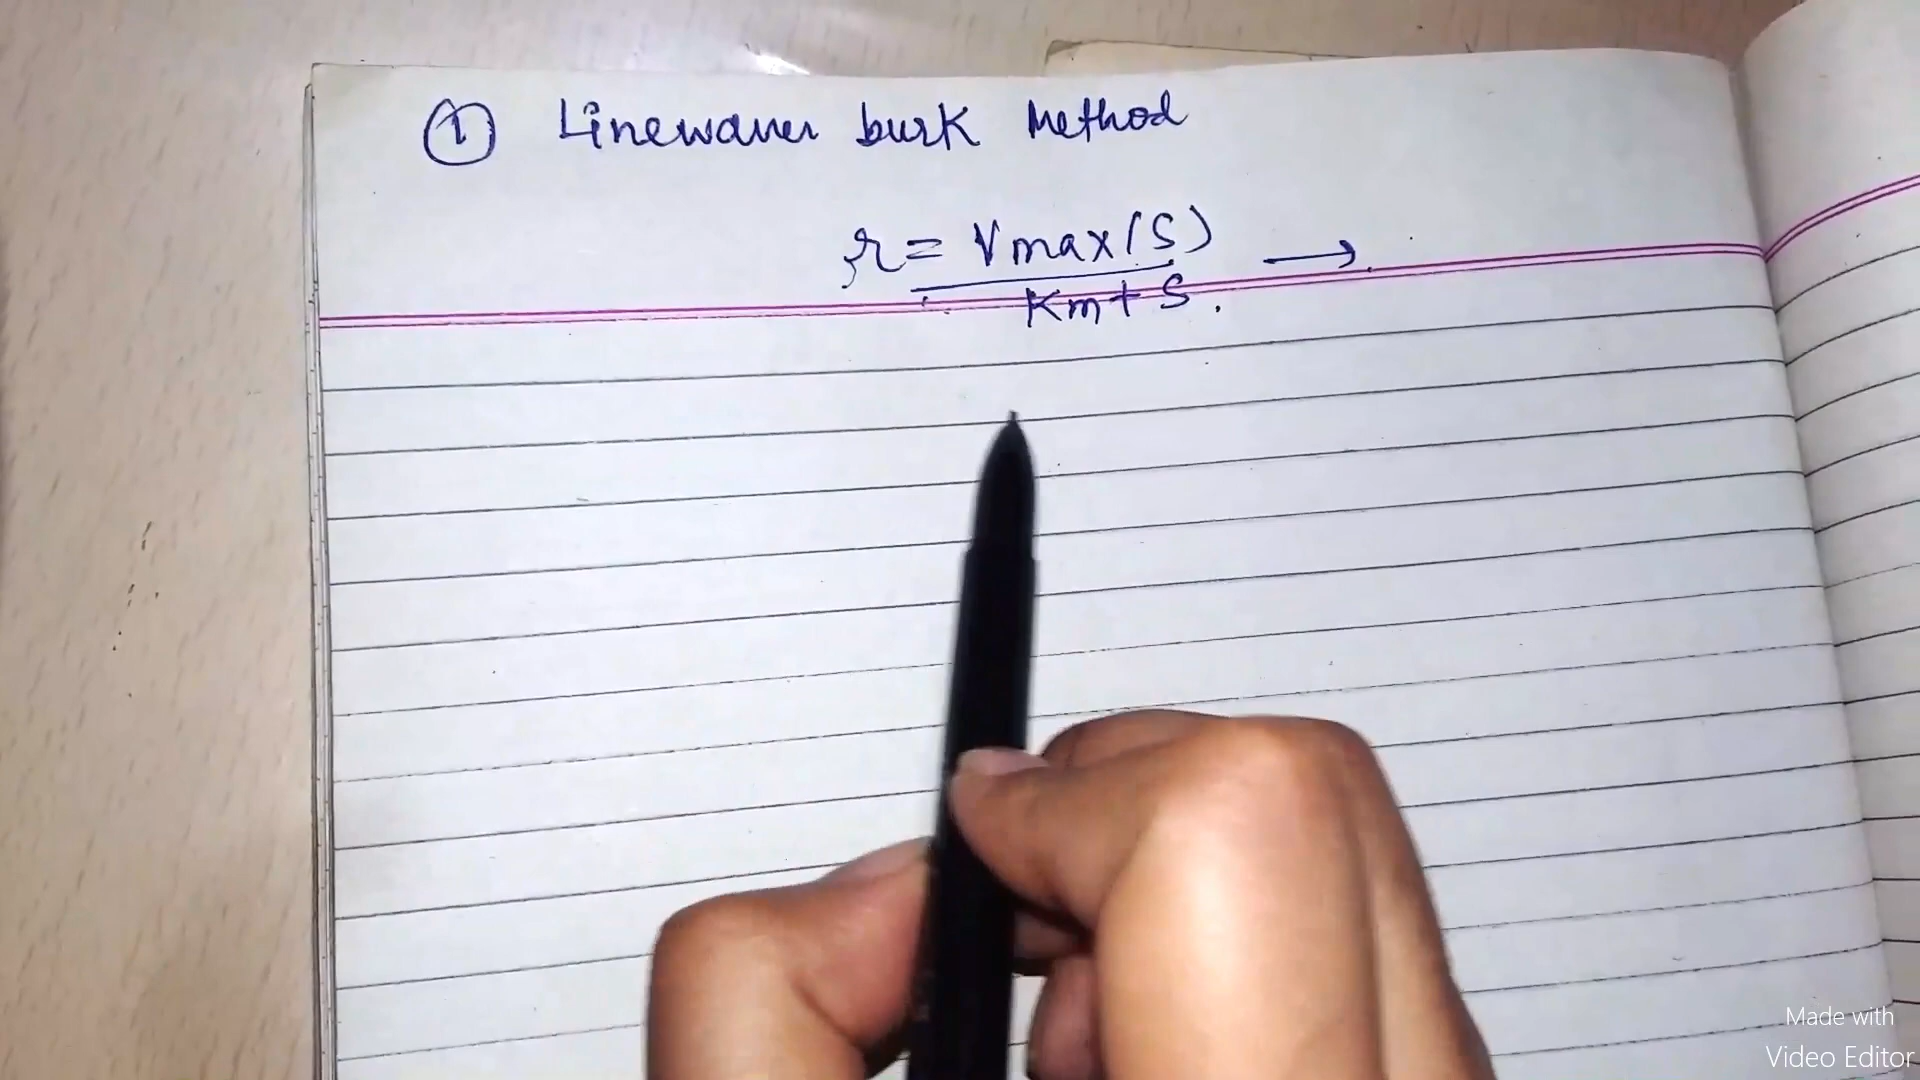 ① Linewaver burk Method
r = Vmax(S) →
Km + S.
Made with
Video Editor